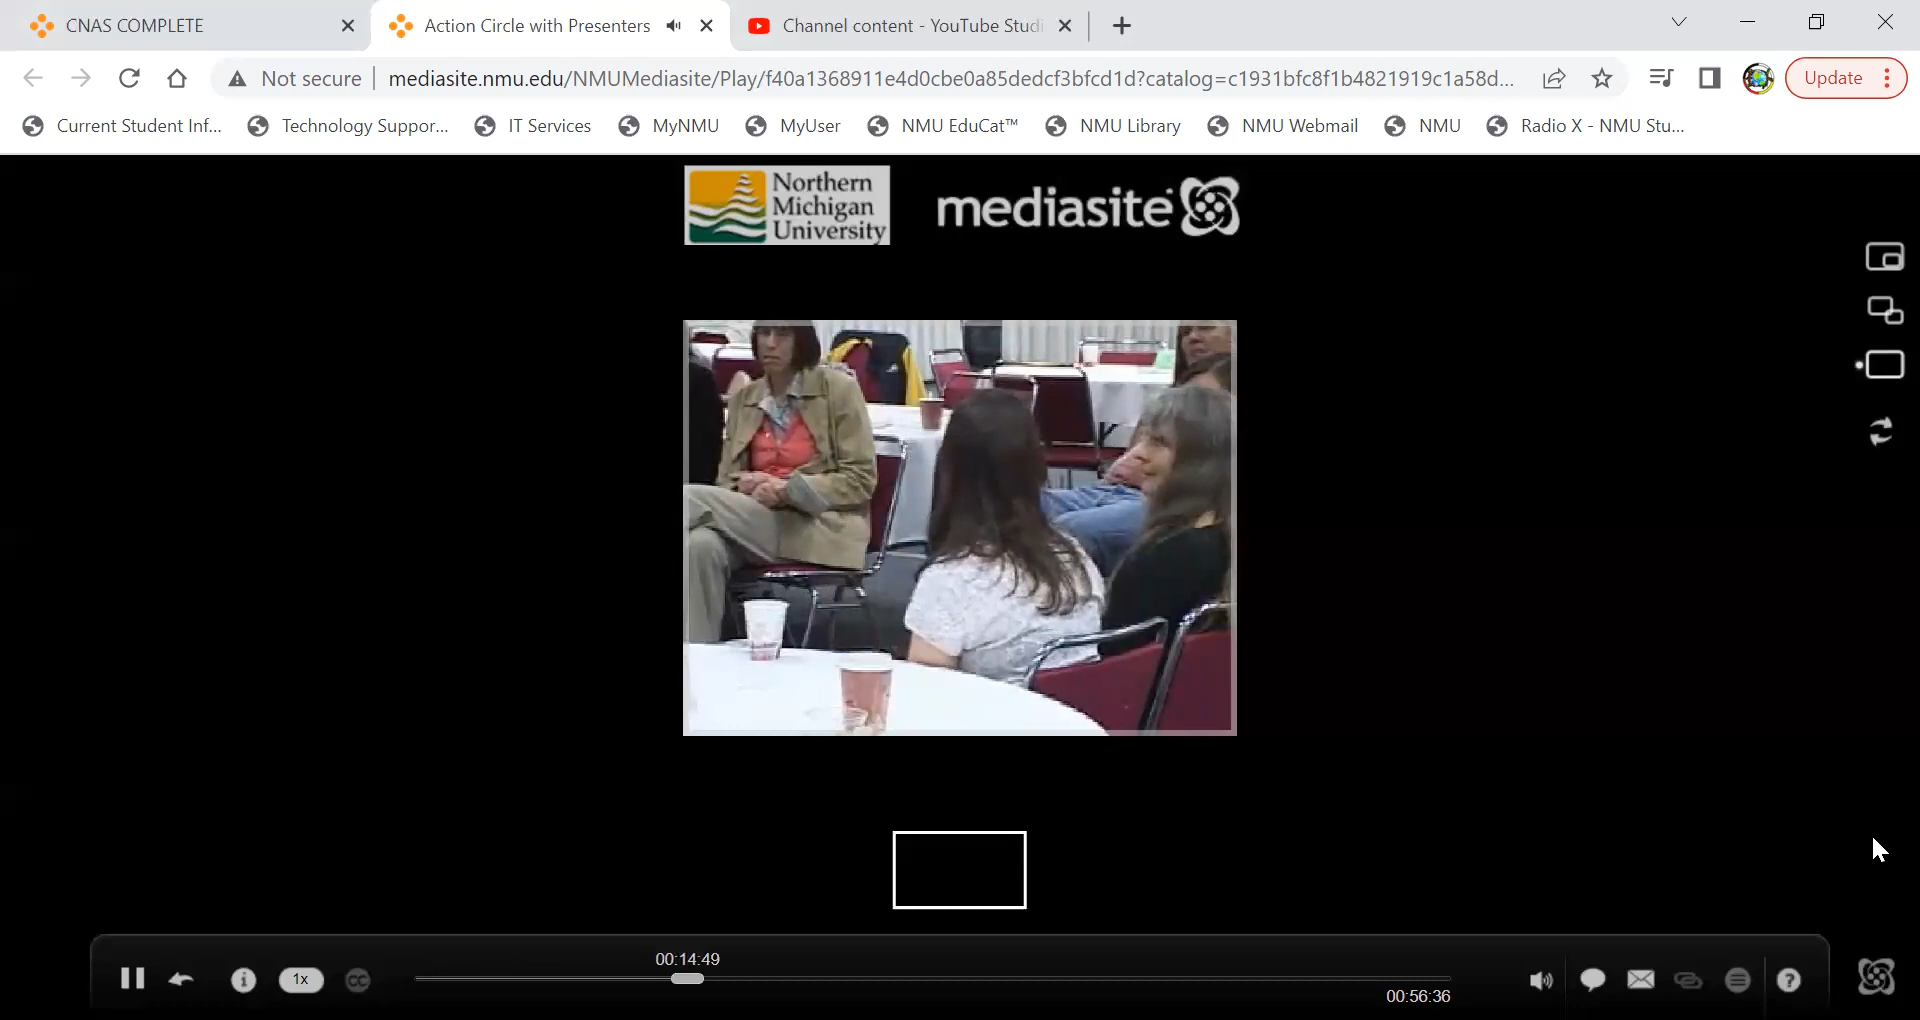 CNAS COMPLETE
Action Circle with Presenters
Channel content - YouTube Studi
Not secure
mediasite.nmu.edu/NMUMediasite/Play/f40a1368911e4d0cbe0a85dedcf3bfcd1d?catalog=c1931bfc8f1b4821919c1a58d...
Update
Current Student Inf...
Technology Suppor...
IT Services
MyNMU
MyUser
NMU EduCat™
NMU Library
NMU Webmail
NMU
Radio X - NMU Stu...
Northern
Michigan
University
mediasite
00:14:49
1x
CC
00:56:36